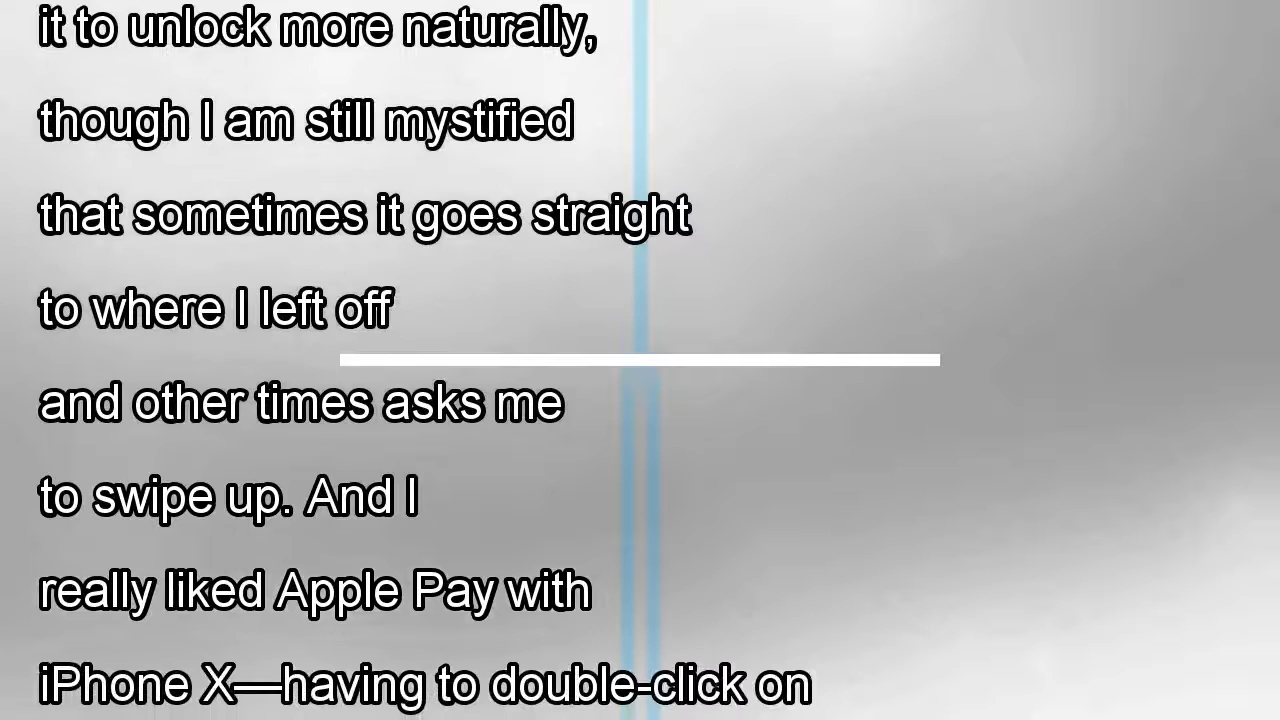 it to unlock more naturally,
though I am still mystified
that sometimes it goes straight
to where I left off
and other times asks me
to swipe up. And I
really liked Apple Pay with
iPhone X—having to double-click on